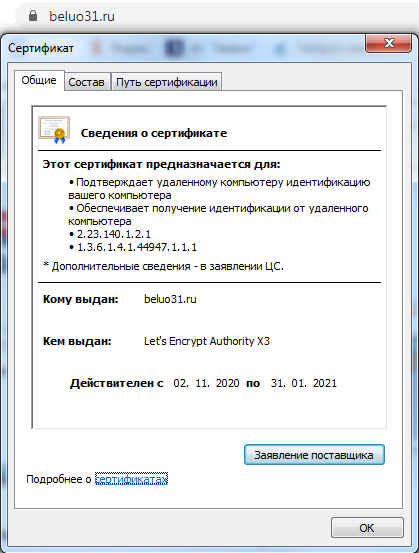 beluo31.ru
Сертификат
Общие Состав Путь сертификации
Сведения о сертификате
Этот сертификат предназначается для:
• Подтверждает удаленному компьютеру идентификацию
вашего компьютера
• Обеспечивает получение идентификации от удаленного
компьютера
• 2.23.140.1.2.1
• 1.3.6.1.4.1.44947.1.1.1
* Дополнительные сведения - в заявлении ЦС.
Кому выдан: beluo31.ru
Кем выдан: Let's Encrypt Authority X3
Действителен с 02. 11. 2020 по 31. 01. 2021
Заявление поставщика
Подробнее о сертификатах
ОК